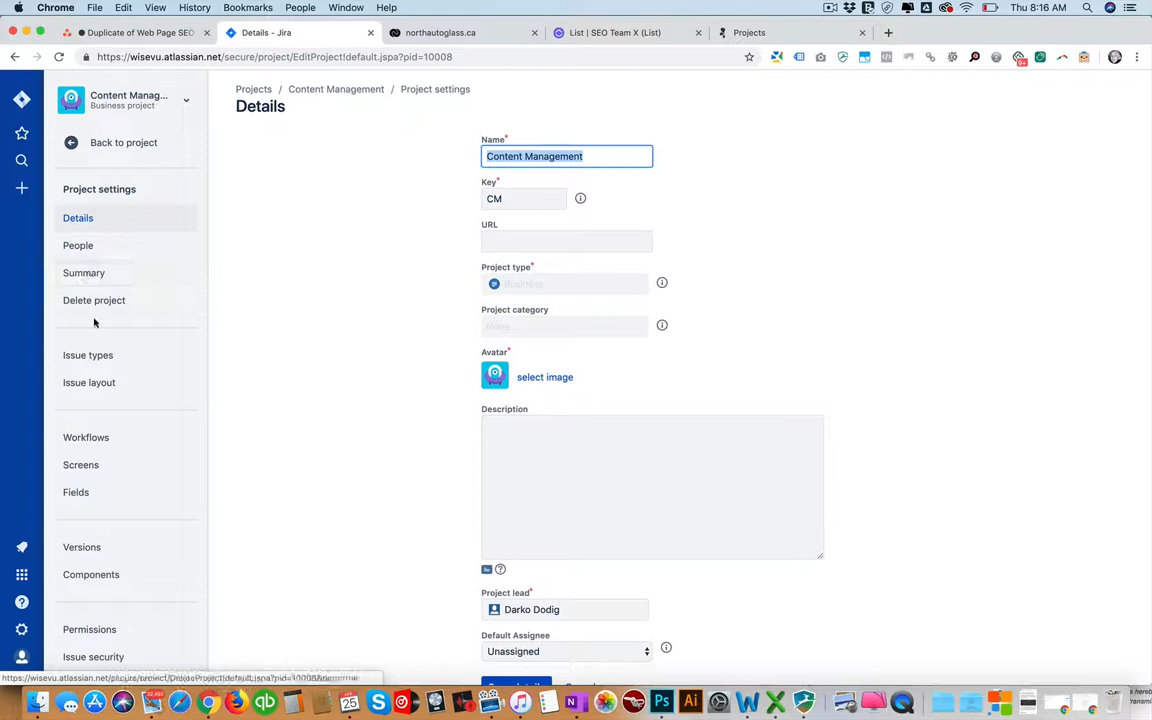 Chrome File Edit View History Bookmarks People Window Help Thu 8:16 AM
Duplicate of Web Page SEO Details - Jira northautoglass.ca List | SEO Team X (List) Projects
https://wisevu.atlassian.net/secure/project/EditProject!default.jspa?pid=10008
Content Manag...
Business project
Back to project
Project settings
Details
People
Summary
Delete project
Issue types
Issue layout
Workflows
Screens
Fields
Versions
Components
Permissions
Issue security
Projects Content Management Project settings
Details
Name*
Content Management
Key*
CM
URL
Project type*
Business
Project category
None
Avatar*
select image
Description
Project lead*
Darko Dodig
Default Assignee
Unassigned